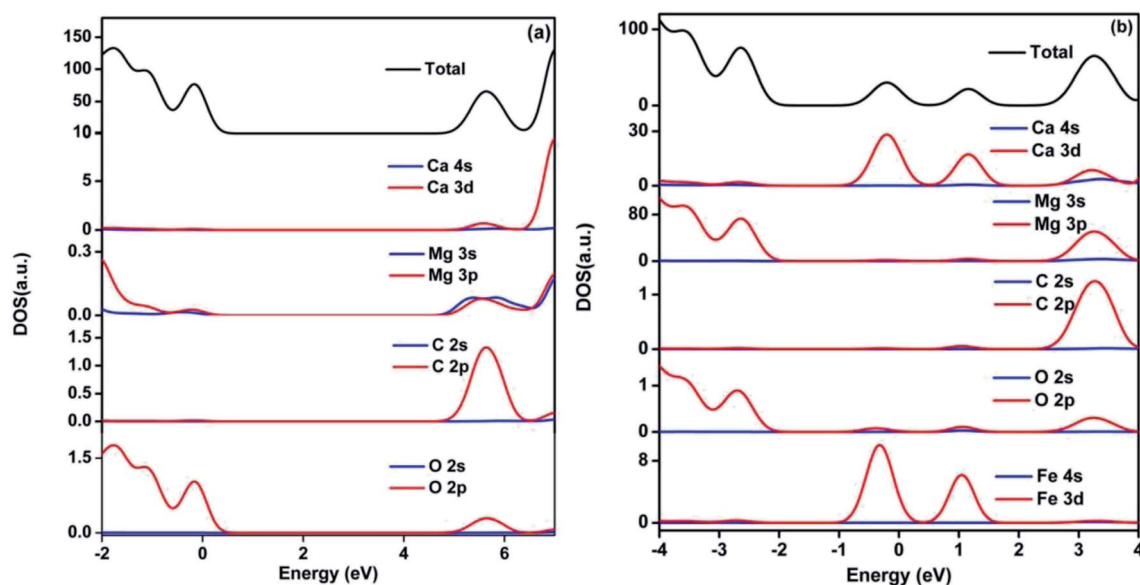 (a)
150
100
50
10
0
Total
Ca 4s
Ca 3d
5
0
Mg 3s
Mg 3p
0.3
0.0
C 2s
C 2p
1.5
1.0
0.5
0.0
O 2s
O 2p
1.5
0.0
-2 0 2 4 6
Energy (eV)
DOS(a.u.)
(b)
100
0
Total
30
0
Ca 4s
Ca 3d
80
0
Mg 3s
Mg 3p
1
0
C 2s
C 2p
1
0
O 2s
O 2p
8
0
Fe 4s
Fe 3d
-4 -3 -2 -1 0 1 2 3 4
Energy (eV)
DOS(a.u.)